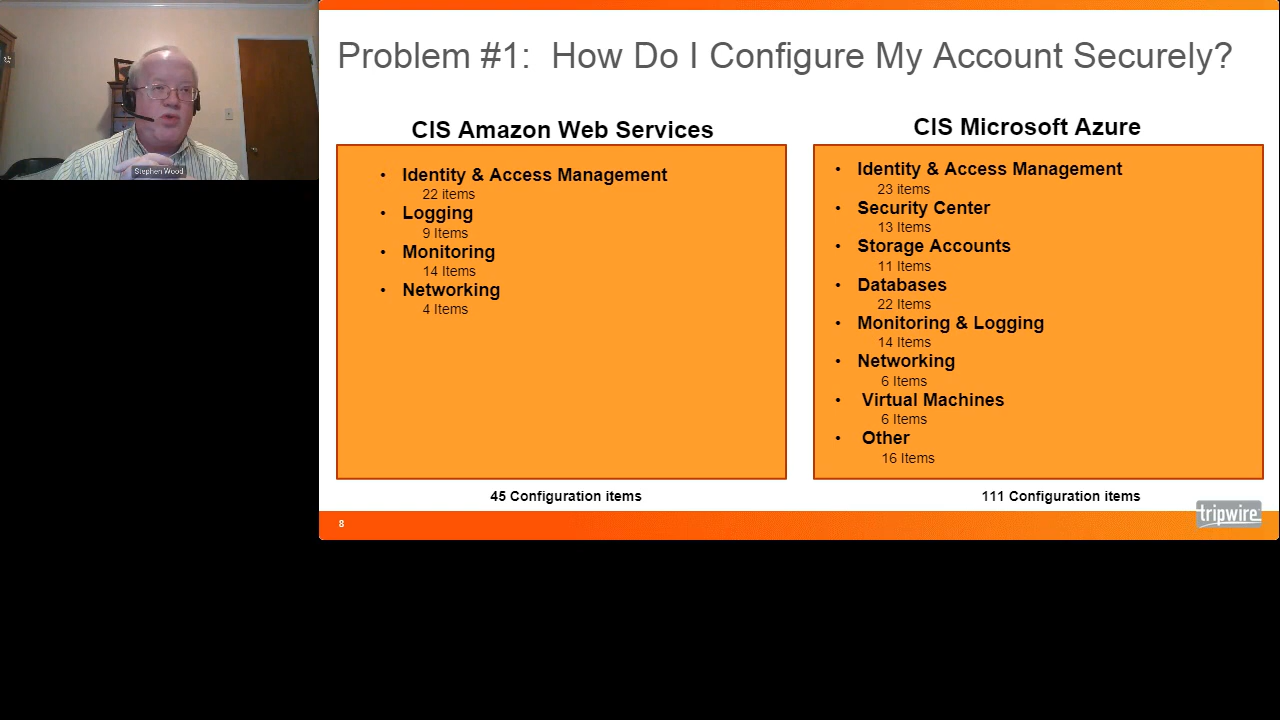 Stephen Wood
Problem #1: How Do I Configure My Account Securely?
CIS Amazon Web Services
• Identity & Access Management
22 items
• Logging
9 Items
• Monitoring
14 Items
• Networking
4 Items
45 Configuration items
CIS Microsoft Azure
• Identity & Access Management
23 items
• Security Center
13 Items
• Storage Accounts
11 Items
• Databases
22 Items
• Monitoring & Logging
14 Items
• Networking
6 Items
• Virtual Machines
6 Items
• Other
16 Items
111 Configuration items
8
tripwire